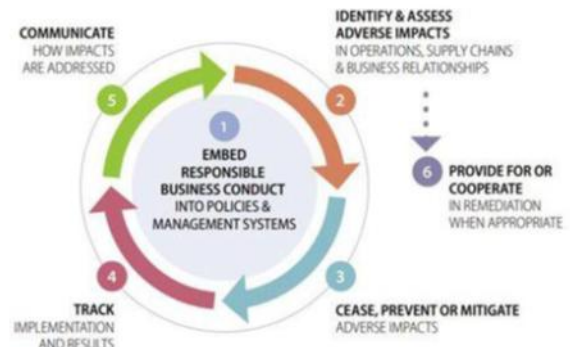 COMMUNICATE
HOW IMPACTS
ARE ADDRESSED
5
1
EMBED
RESPONSIBLE
BUSINESS CONDUCT
INTO POLICIES &
MANAGEMENT SYSTEMS
IDENTIFY & ASSESS
ADVERSE IMPACTS
IN OPERATIONS, SUPPLY CHAINS
& BUSINESS RELATIONSHIPS
2
6
PROVIDE FOR OR
COOPERATE
IN REMEDIATION
WHEN APPROPRIATE
3
CEASE, PREVENT OR MITIGATE
ADVERSE IMPACTS
4
TRACK
IMPLEMENTATION
AND RESULTS